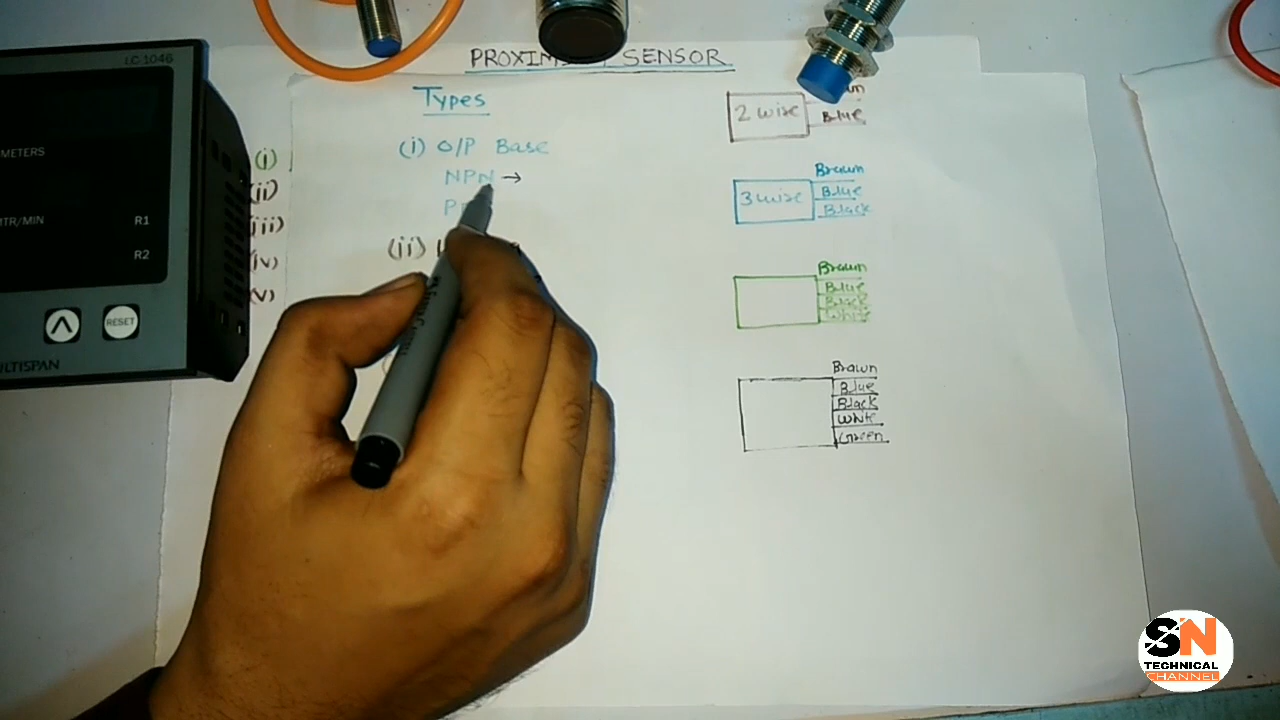 LC-1046
METERS
MTR/MIN
R1
R2
RESET
PROXIM SENSOR
Types
(i) O/P Base
NPN →
P
(ii)
(i)
(ii)
(iii)
(iv)
(v)
2 wire
Blue
3 wire
Brown
Blue
Black
Brown
Blue
Black
White
Brown
Blue
Black
White
Green
SN
TECHNICAL
CHANNEL